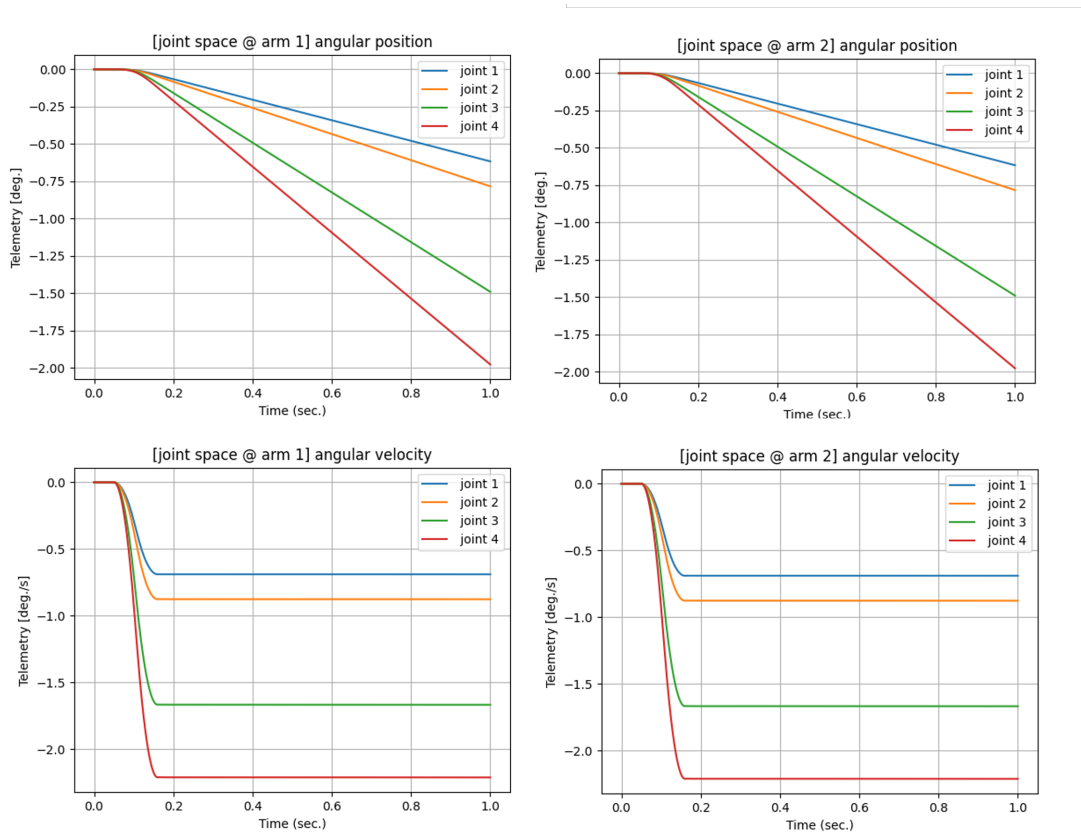 [joint space @ arm 1] angular position
0.00
−0.25
−0.50
−0.75
−1.00
−1.25
−1.50
−1.75
−2.00
Telemetry [deg.]
joint 1
joint 2
joint 3
joint 4
0.0 0.2 0.4 0.6 0.8 1.0
Time (sec.)
[joint space @ arm 2] angular position
0.00
−0.25
−0.50
−0.75
−1.00
−1.25
−1.50
−1.75
−2.00
Telemetry [deg.]
joint 1
joint 2
joint 3
joint 4
0.0 0.2 0.4 0.6 0.8 1.0
Time (sec.)
[joint space @ arm 1] angular velocity
0.0
−0.5
−1.0
−1.5
−2.0
Telemetry [deg./s]
joint 1
joint 2
joint 3
joint 4
0.0 0.2 0.4 0.6 0.8 1.0
Time (sec.)
[joint space @ arm 2] angular velocity
0.0
−0.5
−1.0
−1.5
−2.0
Telemetry [deg./s]
joint 1
joint 2
joint 3
joint 4
0.0 0.2 0.4 0.6 0.8 1.0
Time (sec.)